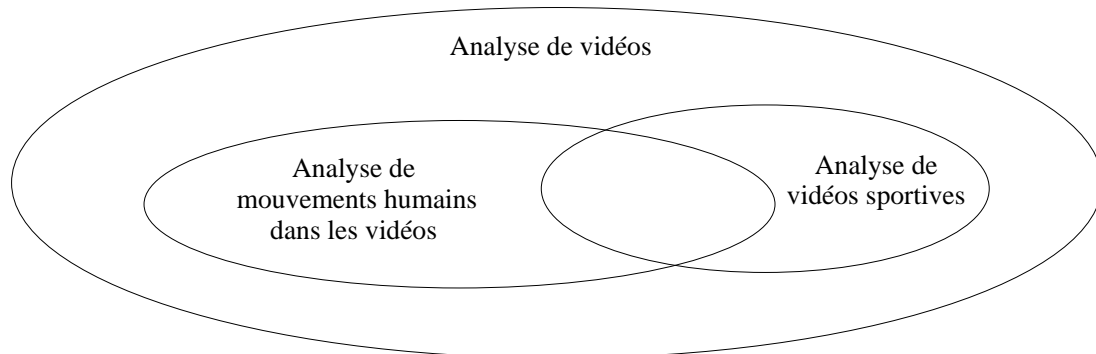 Analyse de vidéos
Analyse de
mouvements humains
dans les vidéos
Analyse de
vidéos sportives